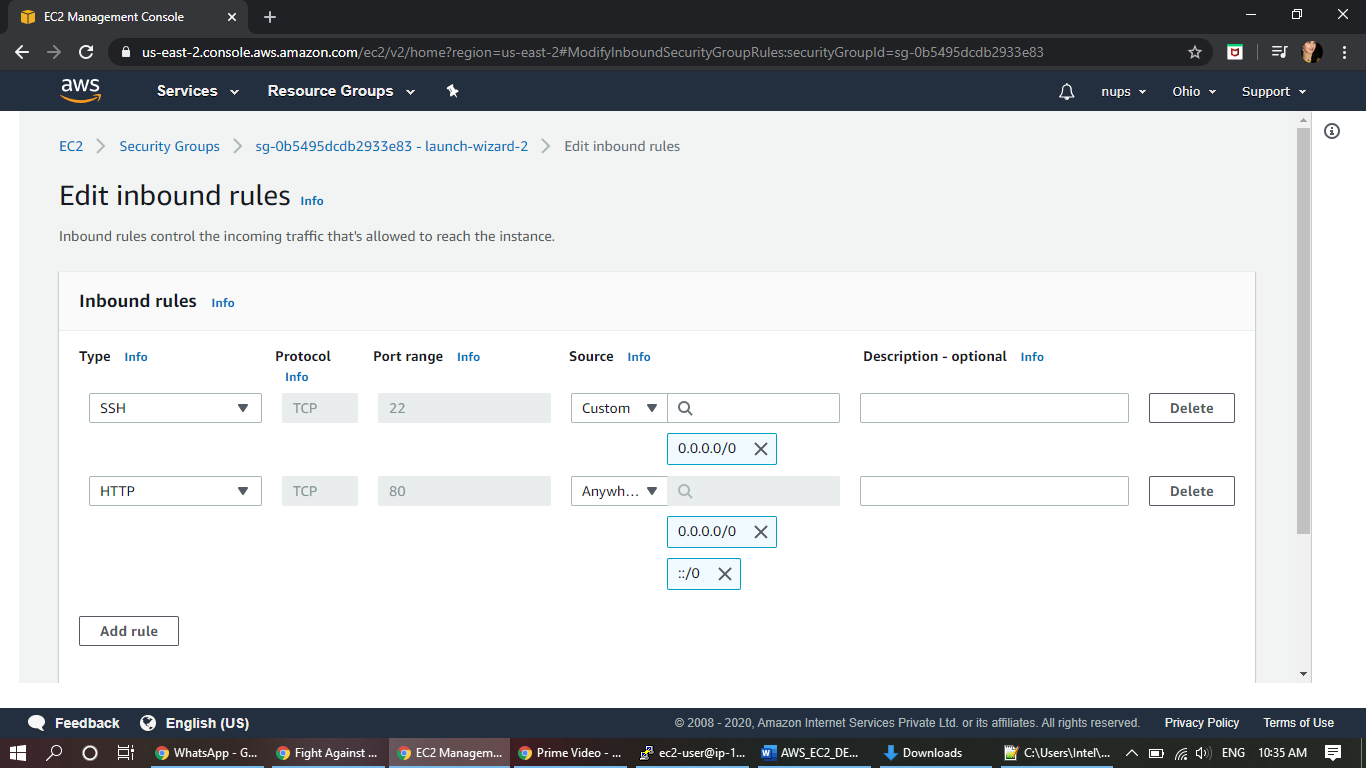 EC2 Management Console
us-east-2.console.aws.amazon.com/ec2/v2/home?region=us-east-2#ModifyInboundSecurityGroupRules:securityGroupId=sg-0b5495dcdb2933e83
aws Services Resource Groups nups Ohio Support
EC2 Security Groups sg-0b5495dcdb2933e83 - launch-wizard-2 Edit inbound rules
Edit inbound rules Info
Inbound rules control the incoming traffic that's allowed to reach the instance.
Inbound rules Info
Type Info Protocol Info Port range Info Source Info Description - optional Info
SSH TCP 22 Custom Delete
0.0.0.0/0
HTTP TCP 80 Anywh... Delete
0.0.0.0/0
::/0
Add rule
Feedback English (US) © 2008 - 2020, Amazon Internet Services Private Ltd. or its affiliates. All rights reserved. Privacy Policy Terms of Use
WhatsApp - G... Fight Against ... EC2 Managem... Prime Video - ... ec2-user@ip-1... AWS_EC2_DE... Downloads C:\Users\Intel\... ENG 10:35 AM